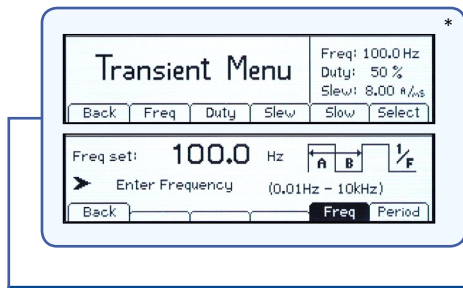 *
Transient Menu
Freq: 100.0 Hz
Duty: 50 %
Slew: 8.00 A/ms
Back Freq Duty Slew Slow Select
Freq set: 100.0 Hz
A B 1/F
➤ Enter Frequency (0.01Hz - 10kHz)
Back Freq Period